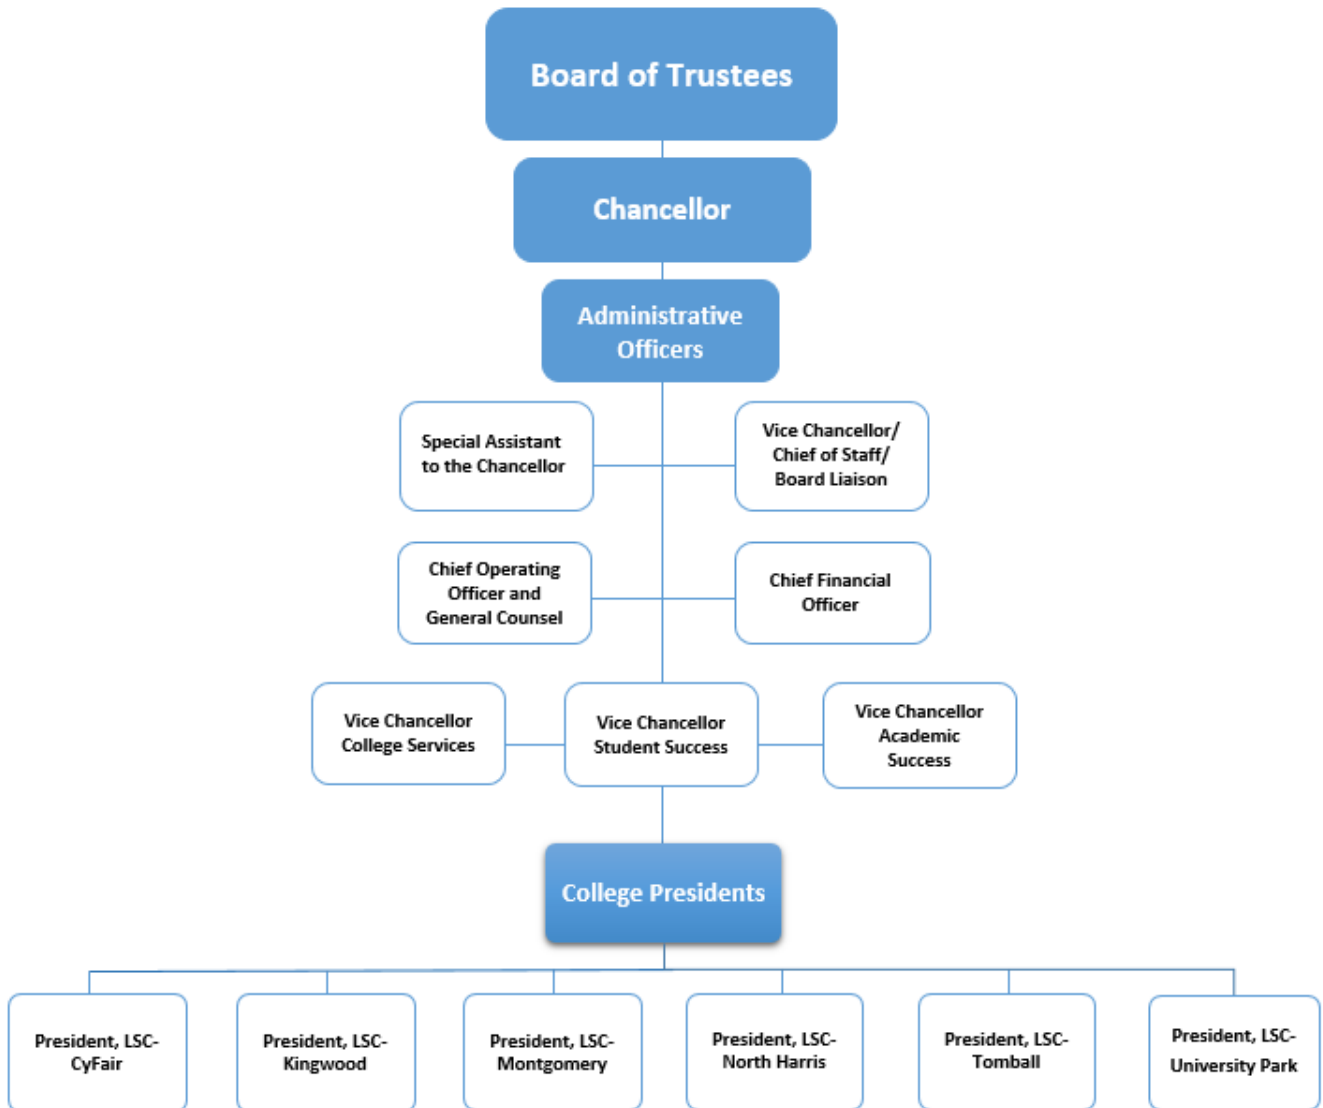 Board of Trustees
Chancellor
Administrative
Officers
Special Assistant
to the Chancellor
Vice Chancellor/
Chief of Staff/
Board Liaison
Chief Operating
Officer and
General Counsel
Chief Financial
Officer
Vice Chancellor
College Services
Vice Chancellor
Student Success
Vice Chancellor
Academic
Success
College Presidents
President, LSC-
CyFair
President, LSC-
Kingwood
President, LSC-
Montgomery
President, LSC-
North Harris
President, LSC-
Tomball
President, LSC-
University Park